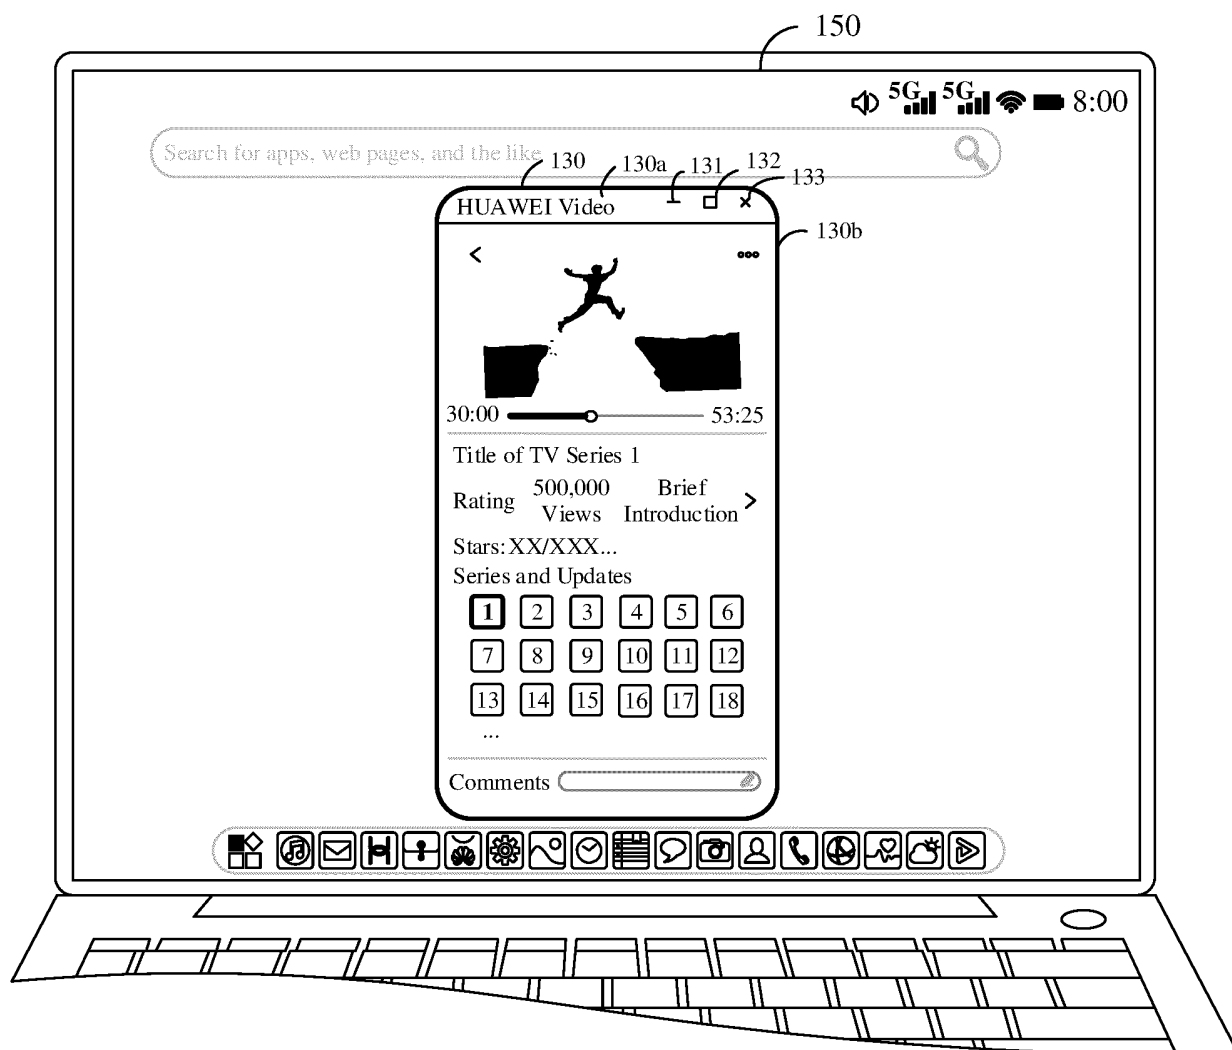 150
5G 5G 8:00
Search for apps, web pages, and the like
130 130a 131 132 133
HUAWEI Video
130b
30:00 53:25
Title of TV Series 1
Rating 500,000 Views Brief Introduction
Stars: XX/XXX...
Series and Updates
1 2 3 4 5 6
7 8 9 10 11 12
13 14 15 16 17 18
...
Comments